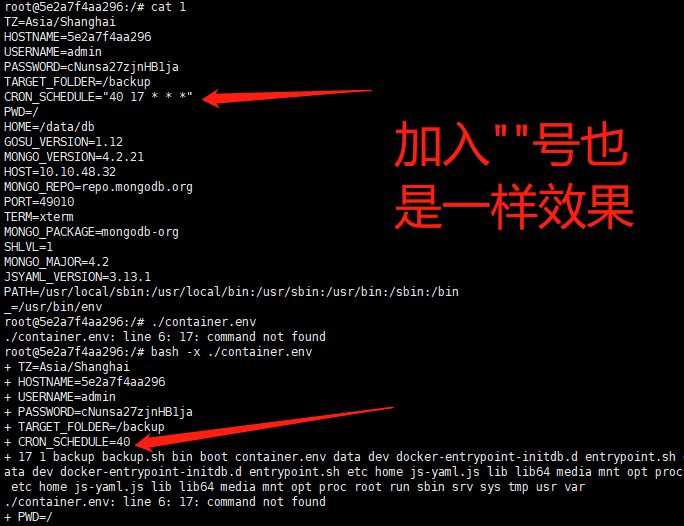 root@5e2a7f4aa296:/# cat 1
TZ=Asia/Shanghai
HOSTNAME=5e2a7f4aa296
USERNAME=admin
PASSWORD=cNunsa27zjnHB1ja
TARGET_FOLDER=/backup
CRON_SCHEDULE="40 17 * * *"
PWD=/
HOME=/data/db
GOSU_VERSION=1.12
MONGO_VERSION=4.2.21
HOST=10.10.48.32
MONGO_REPO=repo.mongodb.org
PORT=49010
TERM=xterm
MONGO_PACKAGE=mongodb-org
SHLVL=1
MONGO_MAJOR=4.2
JSYAML_VERSION=3.13.1
PATH=/usr/local/sbin:/usr/local/bin:/usr/sbin:/usr/bin:/sbin:/bin
_=/usr/bin/env
加入""号也
是一样效果
root@5e2a7f4aa296:/# ./container.env
./container.env: line 6: 17: command not found
root@5e2a7f4aa296:/# bash -x ./container.env
+ TZ=Asia/Shanghai
+ HOSTNAME=5e2a7f4aa296
+ USERNAME=admin
+ PASSWORD=cNunsa27zjnHB1ja
+ TARGET_FOLDER=/backup
+ CRON_SCHEDULE=40
+ 17 1 backup backup.sh bin boot container.env data dev docker-entrypoint-initdb.d entrypoint.sh
ata dev docker-entrypoint-initdb.d entrypoint.sh etc home js-yaml.js lib lib64 media mnt opt proc
etc home js-yaml.js lib lib64 media mnt opt proc root run sbin srv sys tmp usr var
./container.env: line 6: 17: command not found
+ PWD=/